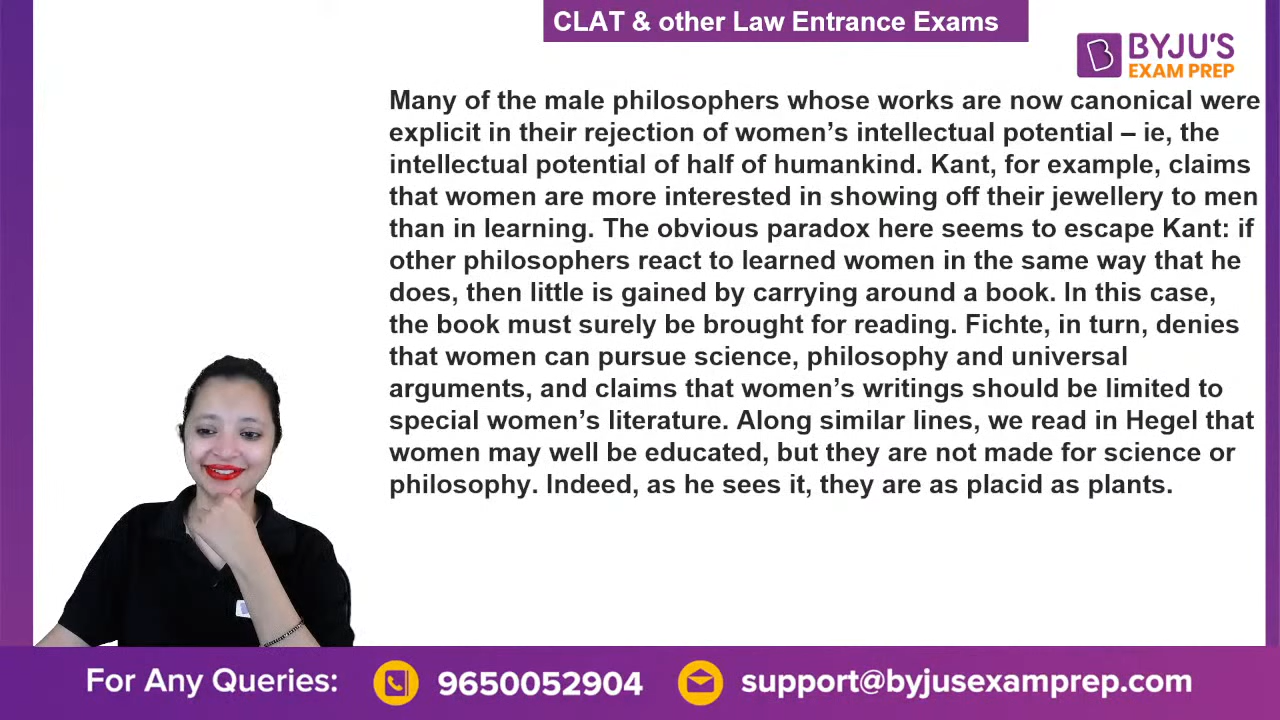 CLAT & other Law Entrance Exams
BYJU'S
EXAM PREP
Many of the male philosophers whose works are now canonical were
explicit in their rejection of women’s intellectual potential – ie, the
intellectual potential of half of humankind. Kant, for example, claims
that women are more interested in showing off their jewellery to men
than in learning. The obvious paradox here seems to escape Kant: if
other philosophers react to learned women in the same way that he
does, then little is gained by carrying around a book. In this case,
the book must surely be brought for reading. Fichte, in turn, denies
that women can pursue science, philosophy and universal
arguments, and claims that women’s writings should be limited to
special women’s literature. Along similar lines, we read in Hegel that
women may well be educated, but they are not made for science or
philosophy. Indeed, as he sees it, they are as placid as plants.
For Any Queries:
9650052904
support@byjusexamprep.com